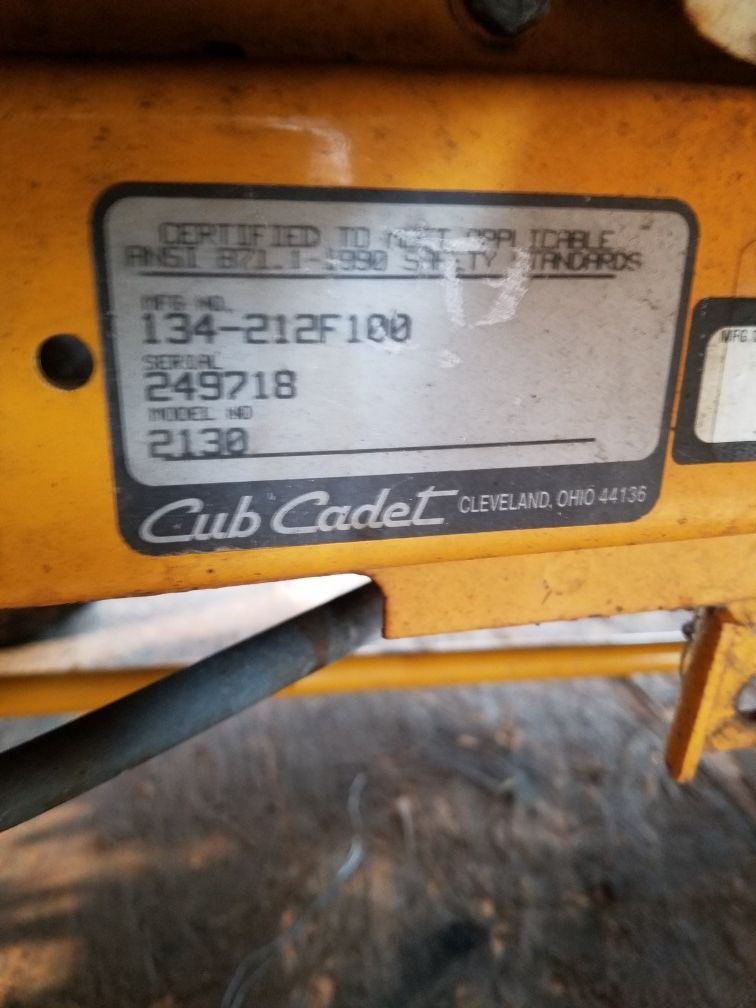 CERTIFIED TO MEET APPLICABLE
ANSI B71.1-1990 SAFETY STANDARDS
MFG NO.
134-212F100
SERIAL
249718
MODEL NO
2130
Cub Cadet CLEVELAND, OHIO 44136
MFG.